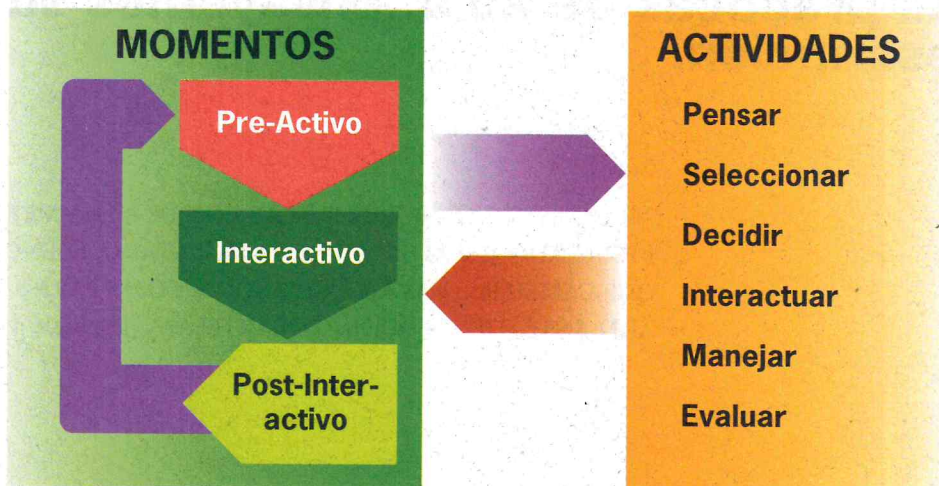 MOMENTOS
Pre-Activo
Interactivo
Post-Inter-
activo
ACTIVIDADES
Pensar
Seleccionar
Decidir
Interactuar
Manejar
Evaluar